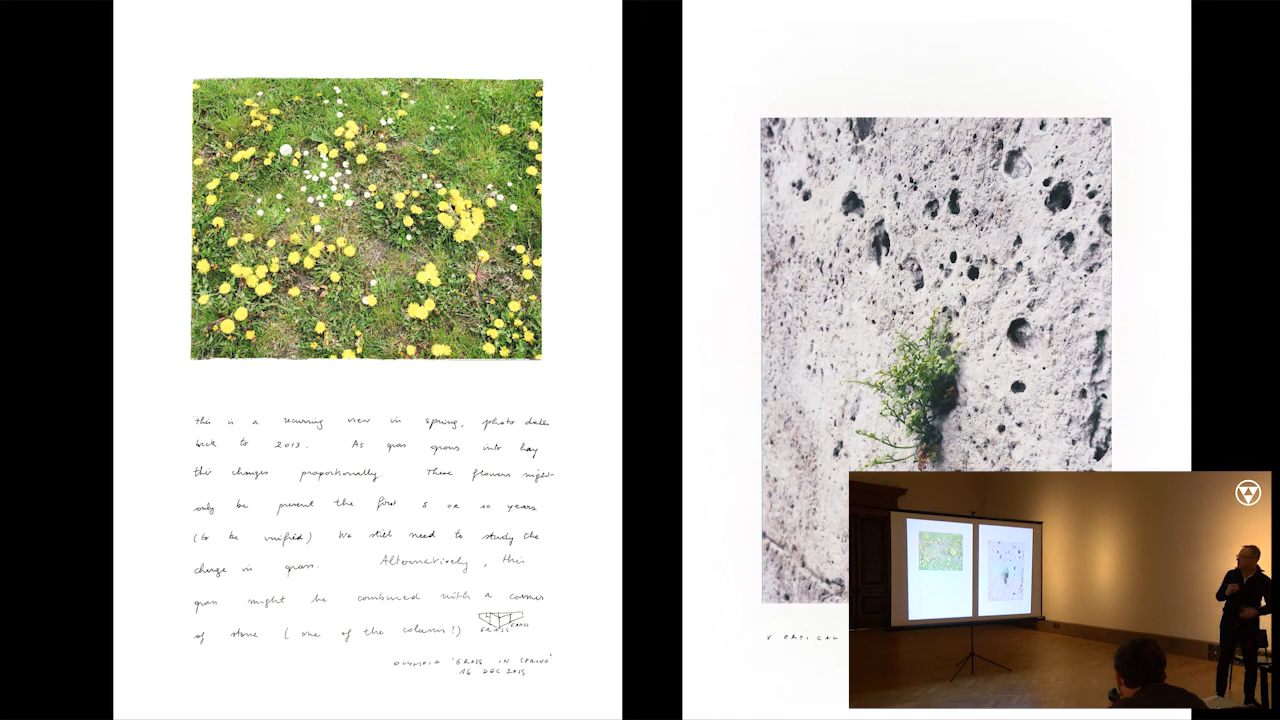 this is a recurring view in spring, photo dates
back to 2013. As grass grows into hay
this changes proportionally. These flowers might
only be present the first 5 or 10 years
(to be verified) We still need to study the
change in grass. Alternatively, this
grass might be combined with a corner
of stone (one of the columns!) GRASS GRASS
OLYMPIA 'GRASS IN SPRING'
16 DEC 2015
VERTICAL